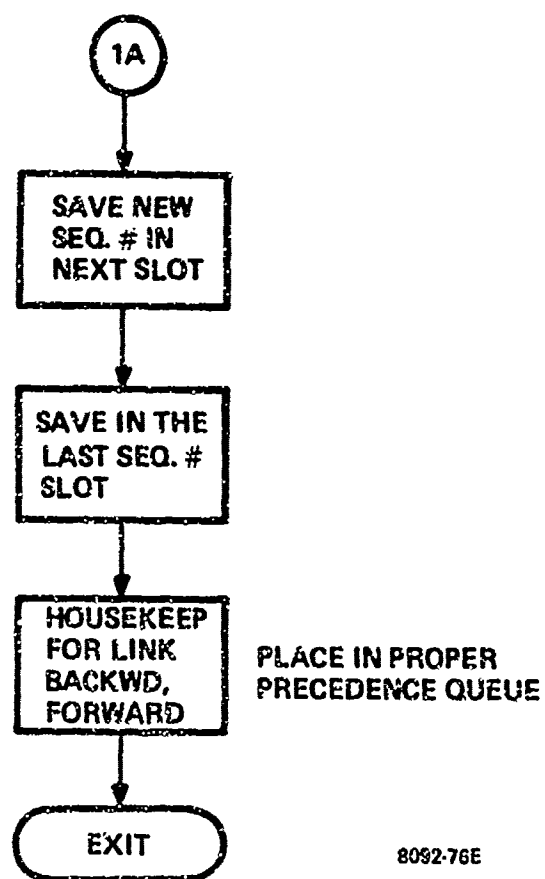 1A
SAVE NEW
SEQ. # IN
NEXT SLOT
SAVE IN THE
LAST SEQ. #
SLOT
HOUSEKEEP
FOR LINK
BACKWD,
FORWARD
PLACE IN PROPER
PRECEDENCE QUEUE
EXIT
8092-76E